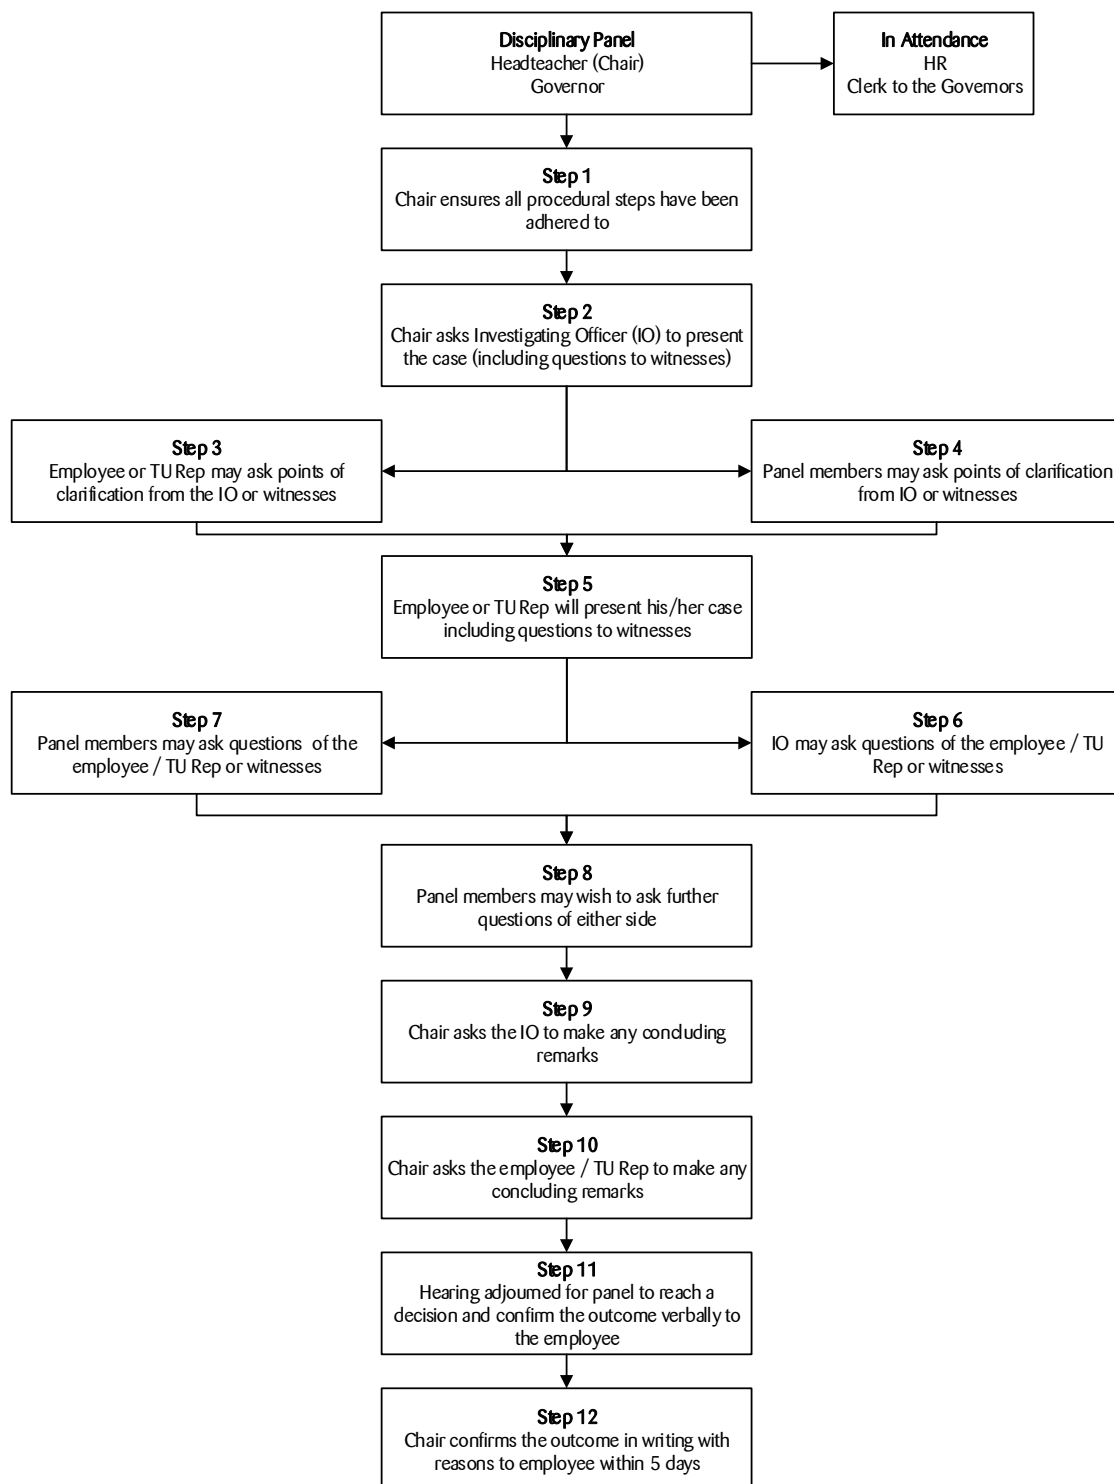 Disciplinary Panel
Headteacher (Chair)
Governor
In Attendance
HR
Clerk to the Governors
Step 1
Chair ensures all procedural steps have been
adhered to
Step 2
Chair asks Investigating Officer (IO) to present
the case (including questions to witnesses)
Step 3
Employee or TU Rep may ask points of
clarification from the IO or witnesses
Step 4
Panel members may ask points of clarification
from IO or witnesses
Step 5
Employee or TU Rep will present his/her case
including questions to witnesses
Step 7
Panel members may ask questions of the
employee / TU Rep or witnesses
Step 6
IO may ask questions of the employee / TU
Rep or witnesses
Step 8
Panel members may wish to ask further
questions of either side
Step 9
Chair asks the IO to make any concluding
remarks
Step 10
Chair asks the employee / TU Rep to make any
concluding remarks
Step 11
Hearing adjourned for panel to reach a
decision and confirm the outcome verbally to
the employee
Step 12
Chair confirms the outcome in writing with
reasons to employee within 5 days